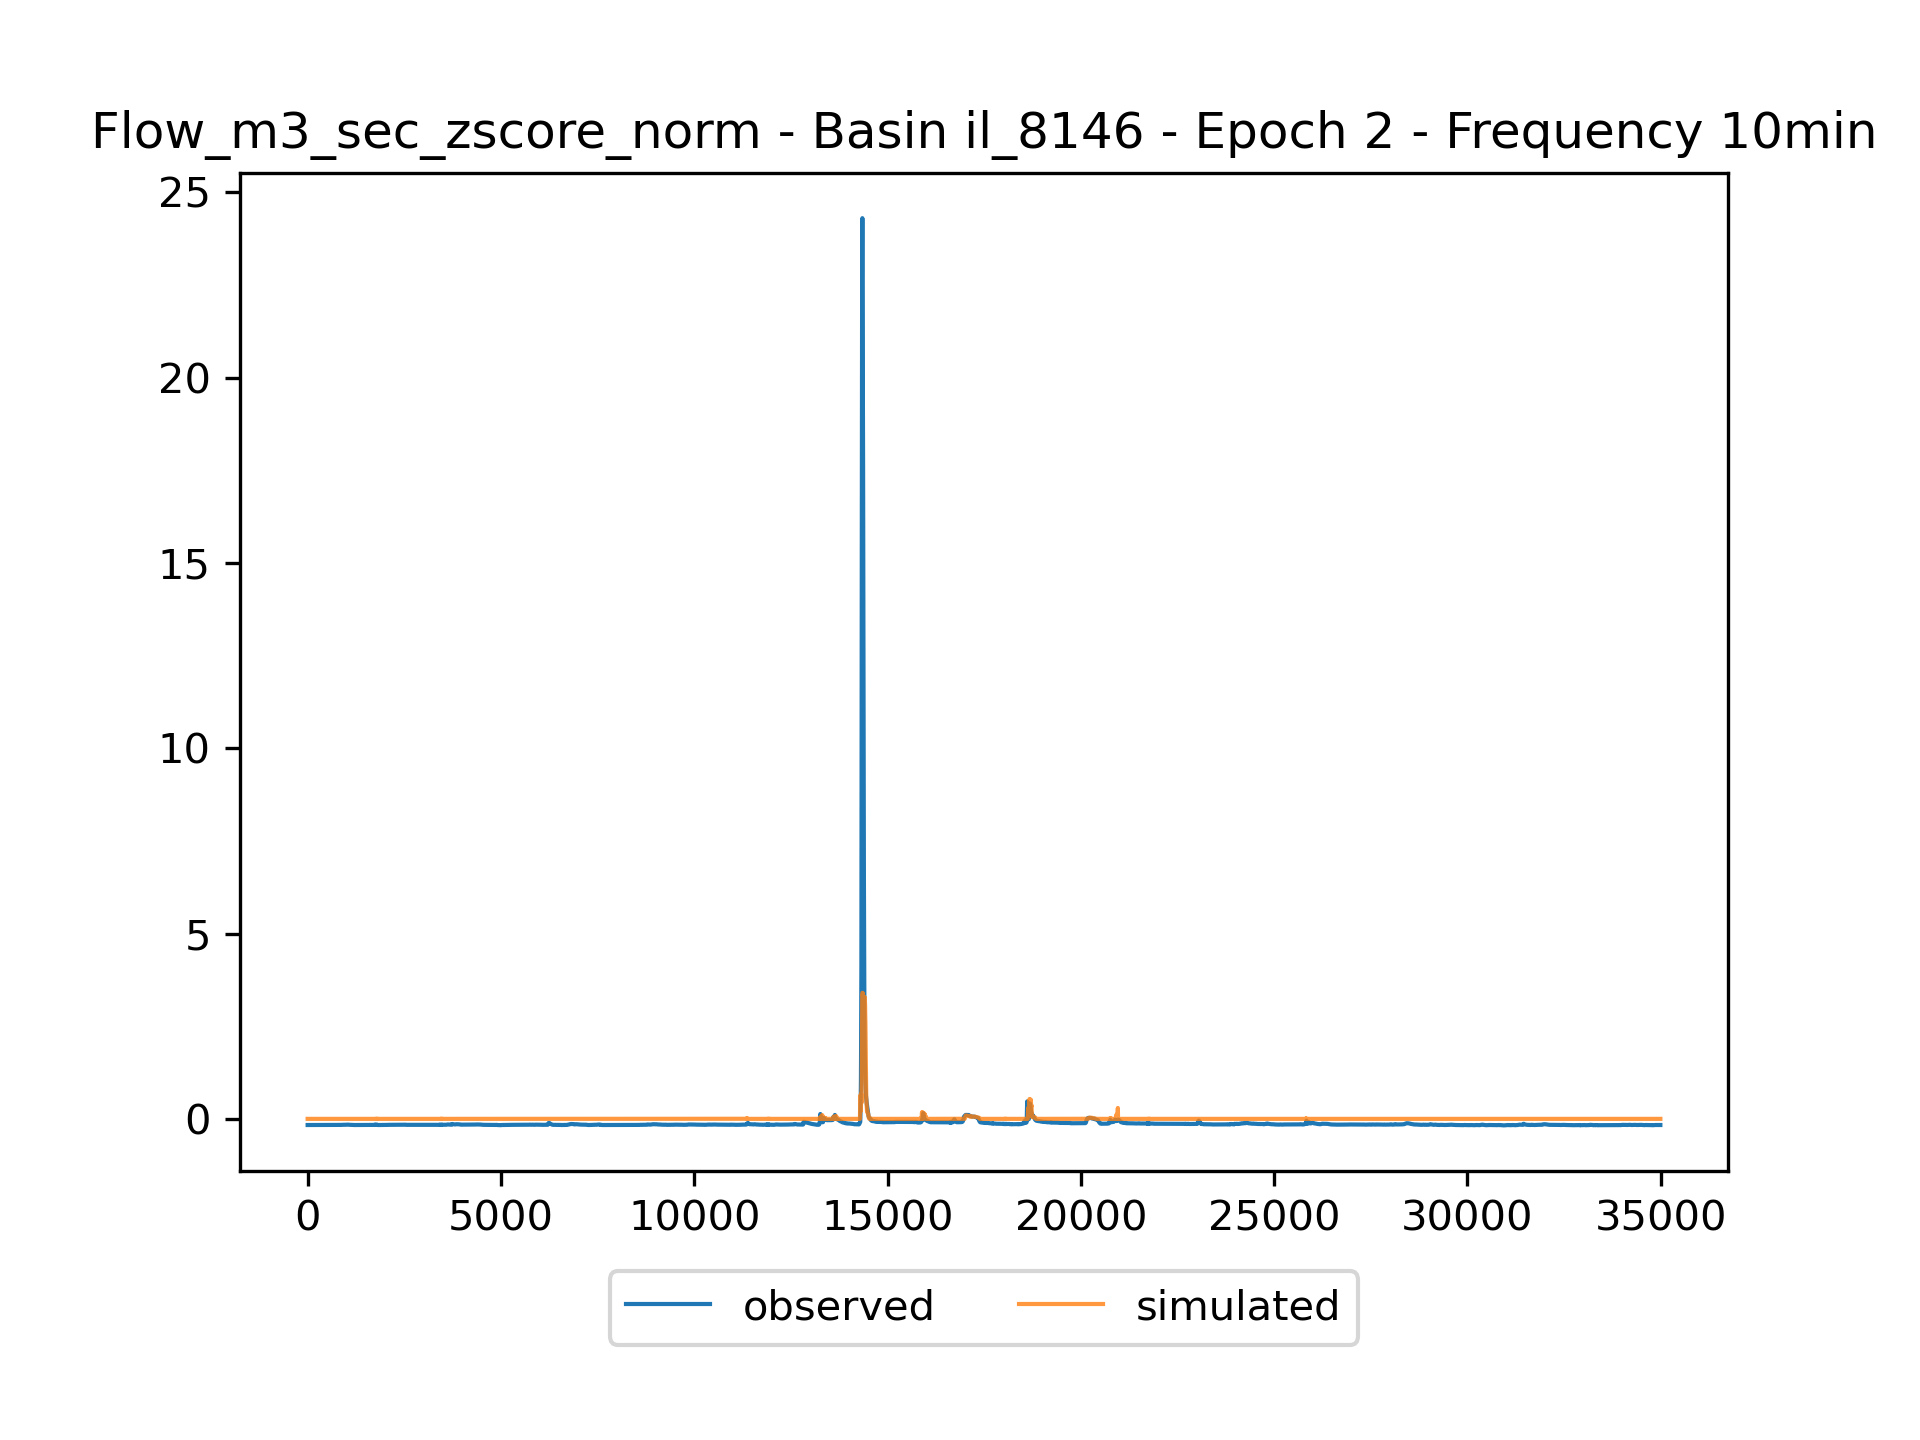 Flow_m3_sec_zscore_norm - Basin il_8146 - Epoch 2 - Frequency 10min
25
20
15
10
5
0
0 5000 10000 15000 20000 25000 30000 35000
observed simulated